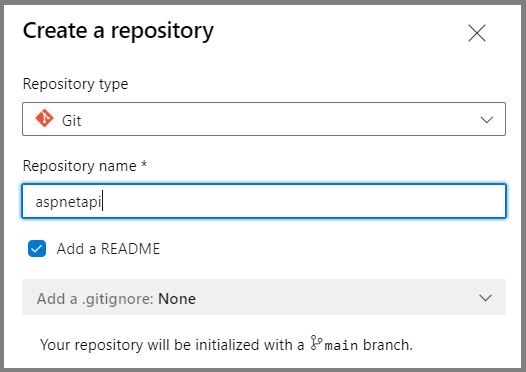 Create a repository
Repository type
Git
Repository name *
aspnetapi
Add a README
Add a .gitignore: None
Your repository will be initialized with a main branch.